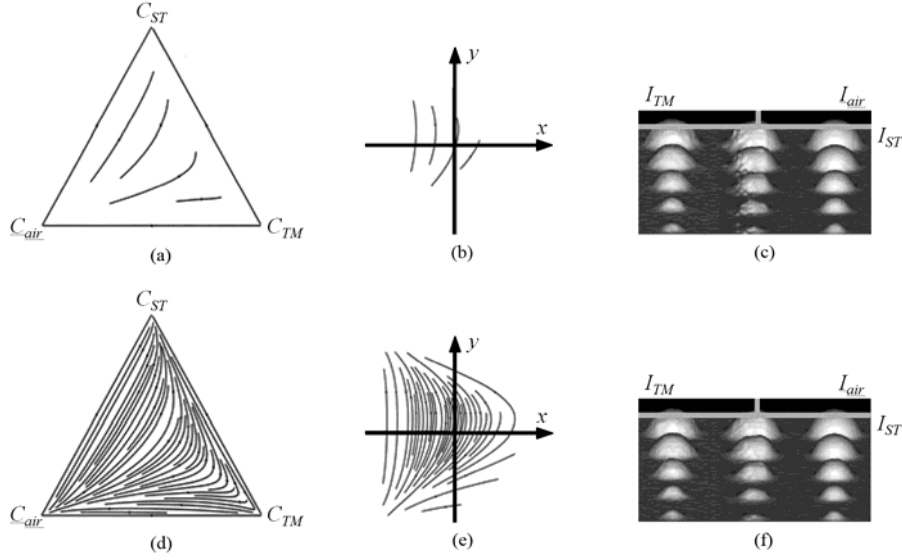 C_ST
C_air
C_TM
(a)
y
x
(b)
I_TM
I_air
I_ST
(c)
C_ST
C_air
C_TM
(d)
y
x
(e)
I_TM
I_air
I_ST
(f)